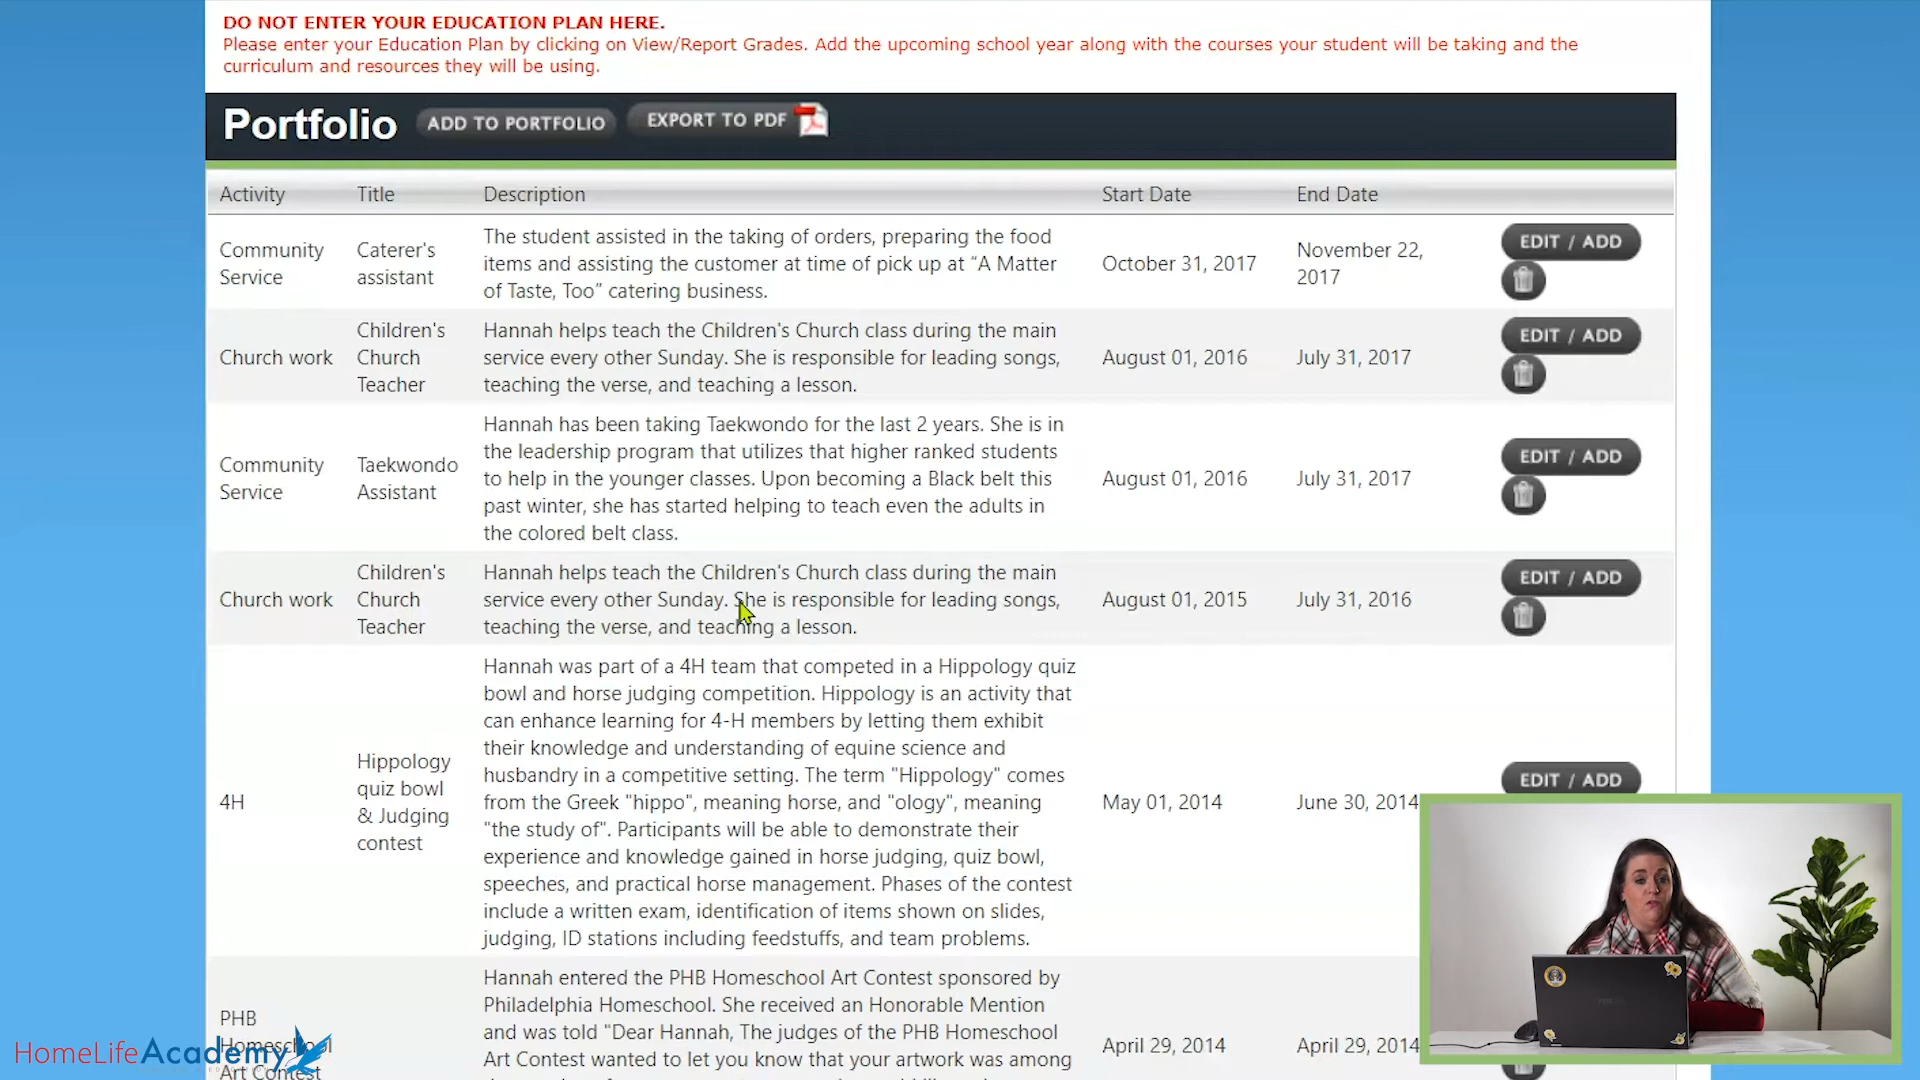 DO NOT ENTER YOUR EDUCATION PLAN HERE.
Please enter your Education Plan by clicking on View/Report Grades. Add the upcoming school year along with the courses your student will be taking and the
curriculum and resources they will be using.
Portfolio ADD TO PORTFOLIO EXPORT TO PDF
Activity Title Description Start Date End Date
Community Service
Caterer's assistant
The student assisted in the taking of orders, preparing the food
items and assisting the customer at time of pick up at “A Matter
of Taste, Too” catering business.
October 31, 2017
November 22,
2017
EDIT / ADD
Church work
Children's
Church
Teacher
Hannah helps teach the Children's Church class during the main
service every other Sunday. She is responsible for leading songs,
teaching the verse, and teaching a lesson.
August 01, 2016
July 31, 2017
EDIT / ADD
Community
Service
Taekwondo
Assistant
Hannah has been taking Taekwondo for the last 2 years. She is in
the leadership program that utilizes that higher ranked students
to help in the younger classes. Upon becoming a Black belt this
past winter, she has started helping to teach even the adults in
the colored belt class.
August 01, 2016
July 31, 2017
EDIT / ADD
Church work
Children's
Church
Teacher
Hannah helps teach the Children's Church class during the main
service every other Sunday. She is responsible for leading songs,
teaching the verse, and teaching a lesson.
August 01, 2015
July 31, 2016
EDIT / ADD
4H
Hippology
quiz bowl
& Judging
contest
Hannah was part of a 4H team that competed in a Hippology quiz
bowl and horse judging competition. Hippology is an activity that
can enhance learning for 4-H members by letting them exhibit
their knowledge and understanding of equine science and
husbandry in a competitive setting. The term "Hippology" comes
from the Greek "hippo", meaning horse, and "ology", meaning
"the study of". Participants will be able to demonstrate their
experience and knowledge gained in horse judging, quiz bowl,
speeches, and practical horse management. Phases of the contest
include a written exam, identification of items shown on slides,
judging, ID stations including feedstuffs, and team problems.
May 01, 2014
June 30, 2014
EDIT / ADD
PHB
Homeschool
Art Contest
Hannah entered the PHB Homeschool Art Contest sponsored by
Philadelphia Homeschool. She received an Honorable Mention
and was told "Dear Hannah, The judges of the PHB Homeschool
Art Contest wanted to let you know that your artwork was among
April 29, 2014
April 29, 2014
HomeLifeAcademy